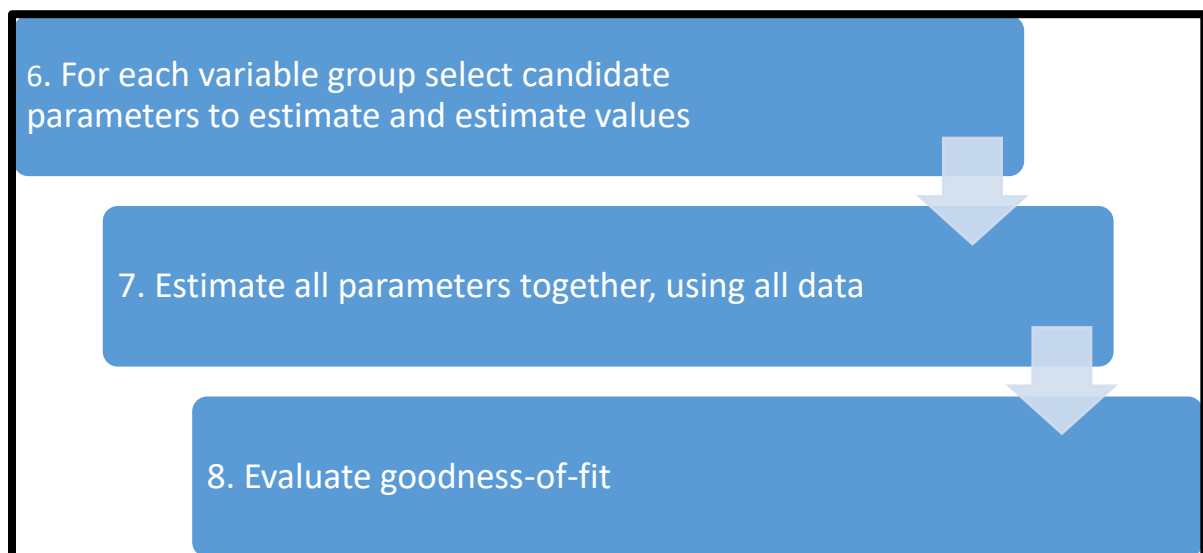 6. For each variable group select candidate
parameters to estimate and estimate values
7. Estimate all parameters together, using all data
8. Evaluate goodness-of-fit